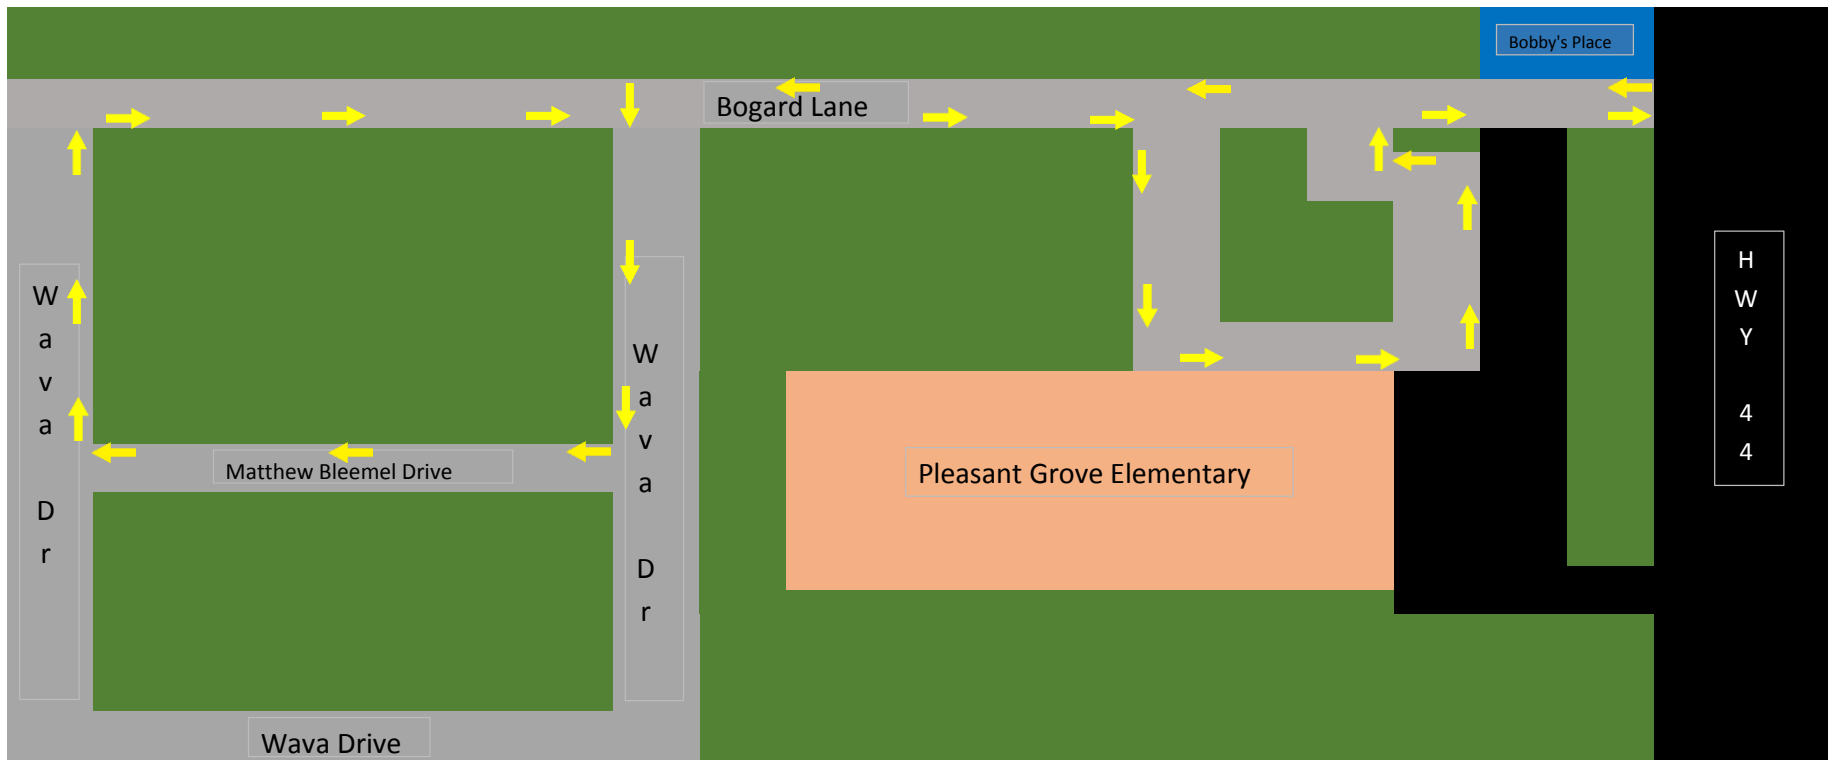 Bobby's Place
Bogard Lane
H
W
Y
4
4
W
a
v
a
D
r
W
a
v
a
D
r
Matthew Bleemel Drive
Pleasant Grove Elementary
Wava Drive